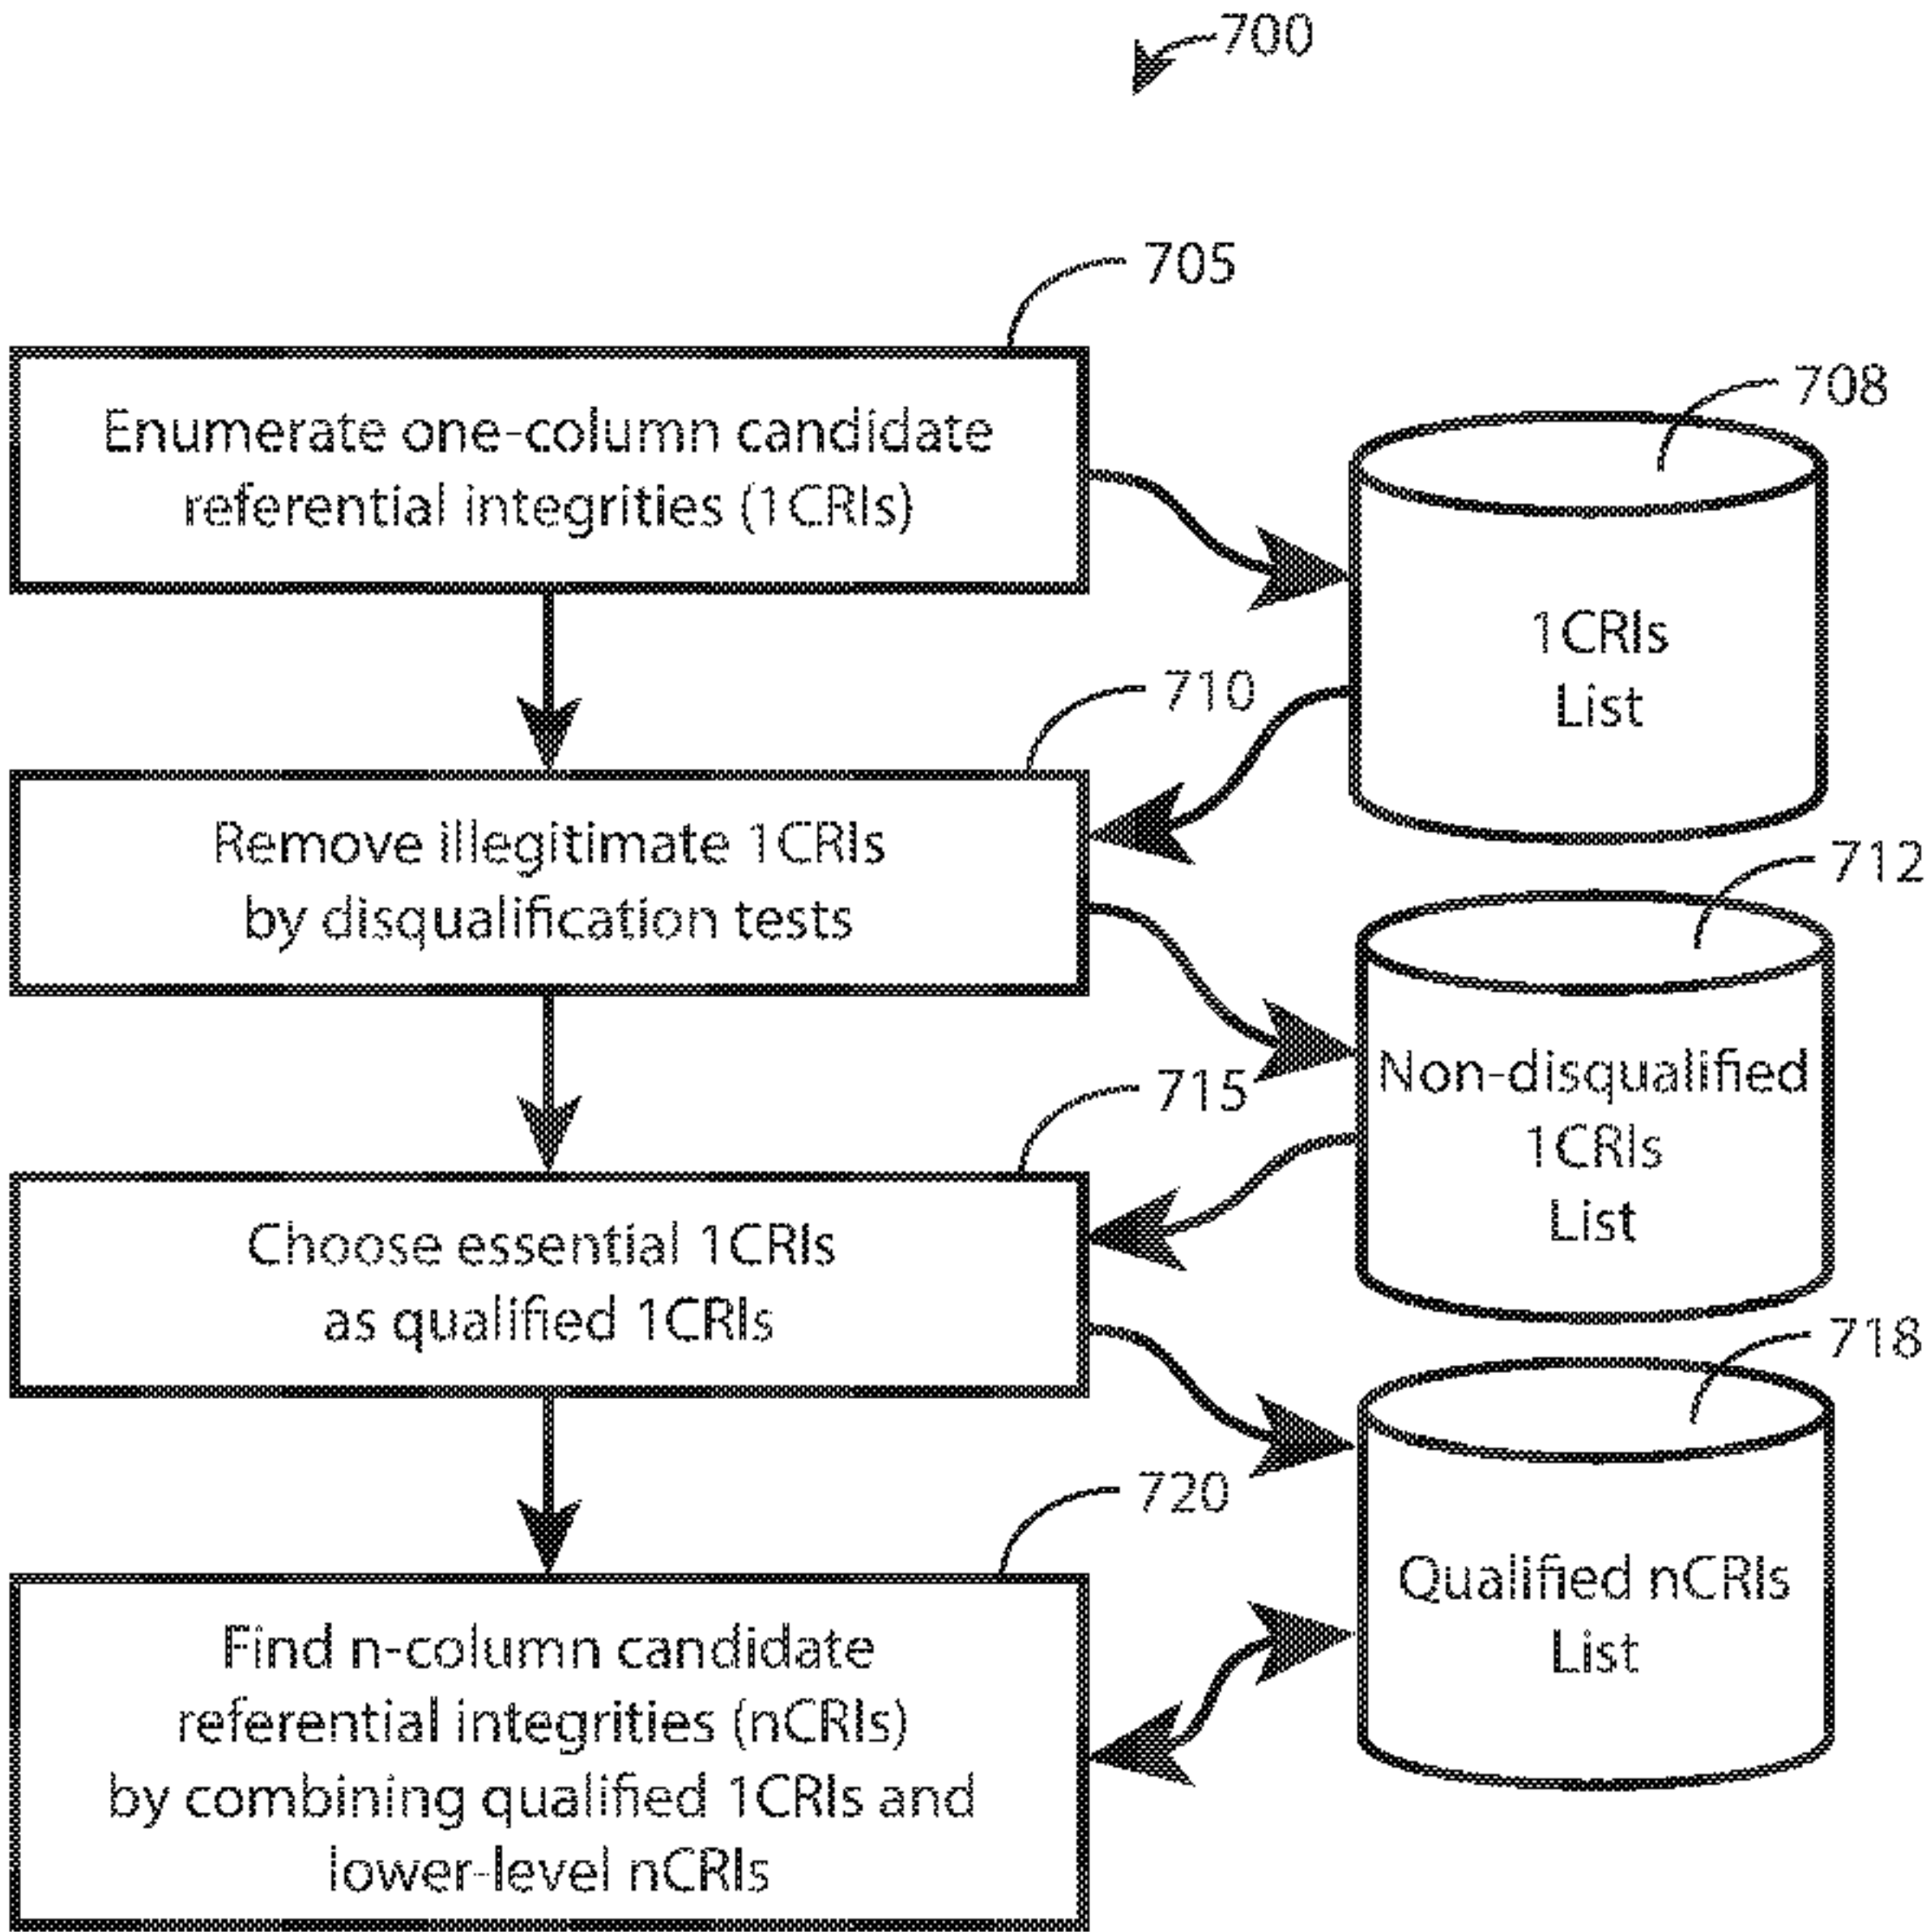 700
705
Enumerate one-column candidate
referential integrities (1CRIs)
708
1CRIs
List
710
Remove illegitimate 1CRIs
by disqualification tests
712
Non-disqualified
1CRIs
List
715
Choose essential 1CRIs
as qualified 1CRIs
718
Qualified nCRIs
List
720
Find n-column candidate
referential integrities (nCRIs)
by combining qualified 1CRIs and
lower-level nCRIs